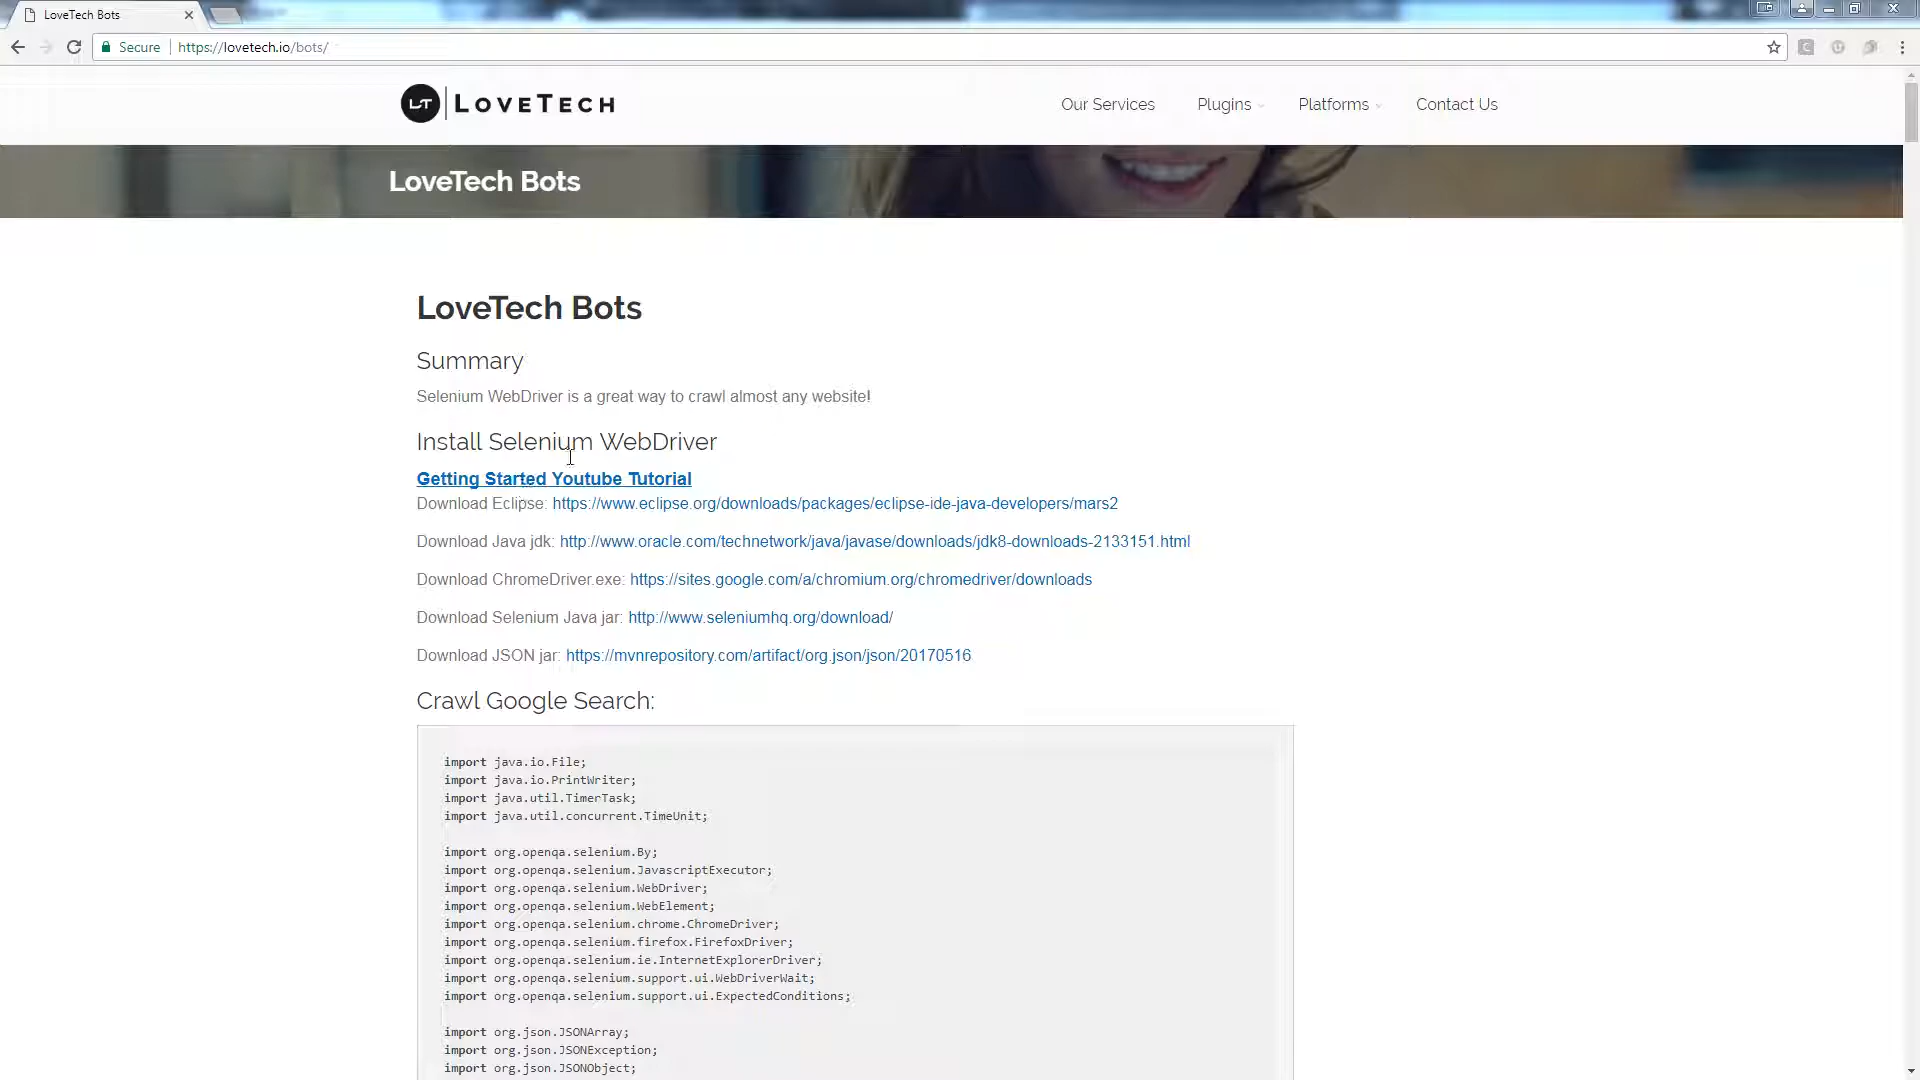 LoveTech Bots
Secure https://lovetech.io/bots/
LT LOVETECH
Our Services Plugins Platforms Contact Us
LoveTech Bots
LoveTech Bots
Summary
Selenium WebDriver is a great way to crawl almost any website!
Install Selenium WebDriver
Getting Started Youtube Tutorial
Download Eclipse: https://www.eclipse.org/downloads/packages/eclipse-ide-java-developers/mars2
Download Java jdk: http://www.oracle.com/technetwork/java/javase/downloads/jdk8-downloads-2133151.html
Download ChromeDriver.exe: https://sites.google.com/a/chromium.org/chromedriver/downloads
Download Selenium Java jar: http://www.seleniumhq.org/download/
Download JSON jar: https://mvnrepository.com/artifact/org.json/json/20170516
Crawl Google Search:
import java.io.File;
import java.io.PrintWriter;
import java.util.TimerTask;
import java.util.concurrent.TimeUnit;
import org.openqa.selenium.By;
import org.openqa.selenium.JavascriptExecutor;
import org.openqa.selenium.WebDriver;
import org.openqa.selenium.WebElement;
import org.openqa.selenium.chrome.ChromeDriver;
import org.openqa.selenium.firefox.FirefoxDriver;
import org.openqa.selenium.ie.InternetExplorerDriver;
import org.openqa.selenium.support.ui.WebDriverWait;
import org.openqa.selenium.support.ui.ExpectedConditions;
import org.json.JSONArray;
import org.json.JSONException;
import org.json.JSONObject;